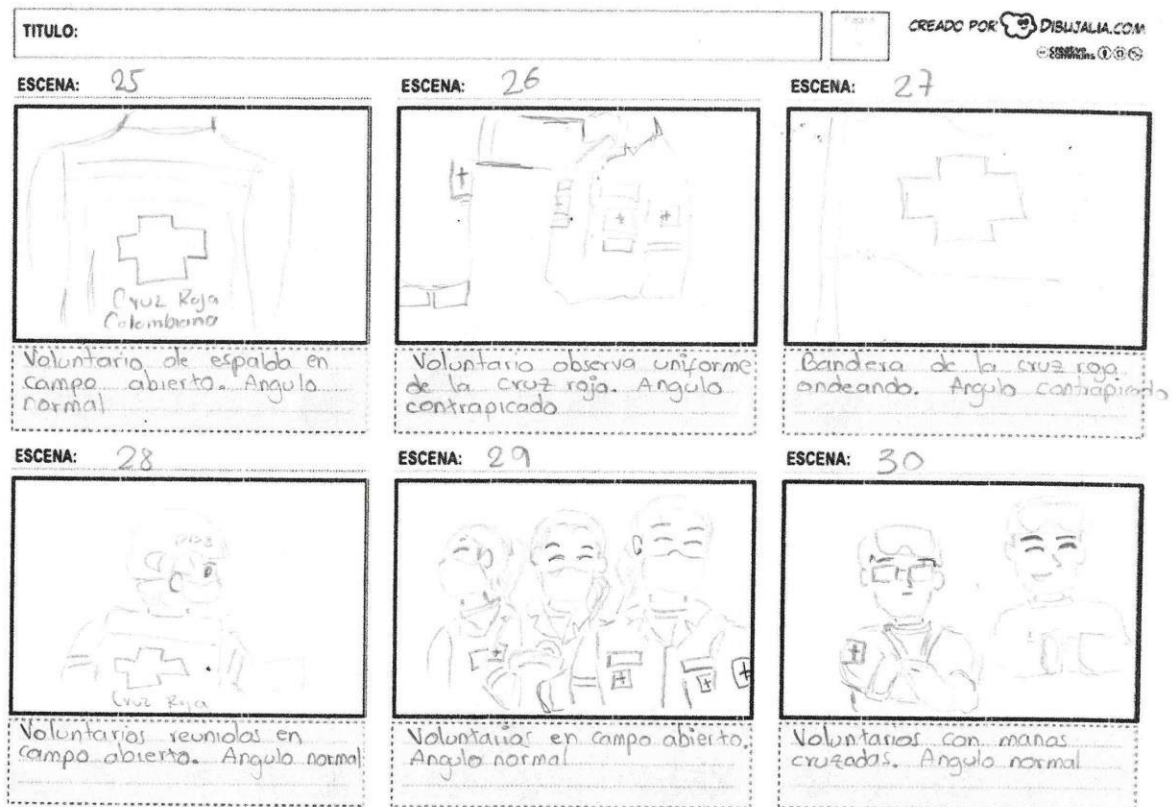 TITULO:
CREADO POR DIBUJALIA.COM
creative commons
ESCENA: 25
ESCENA: 26
ESCENA: 27
Cruz Roja
Colombiana
Voluntario de espalda en
campo abierto. Angulo
normal
Voluntario observa uniforme
de la cruz roja. Angulo
contrapicado
Bandera de la cruz roja
ondeando. Angulo contrapicado
ESCENA: 28
ESCENA: 29
ESCENA: 30
Cruz Roja
Voluntarios reunidos en
campo abierto. Angulo normal
Voluntarios en campo abierto.
Angulo normal
Voluntarios con manos
cruzadas. Angulo normal